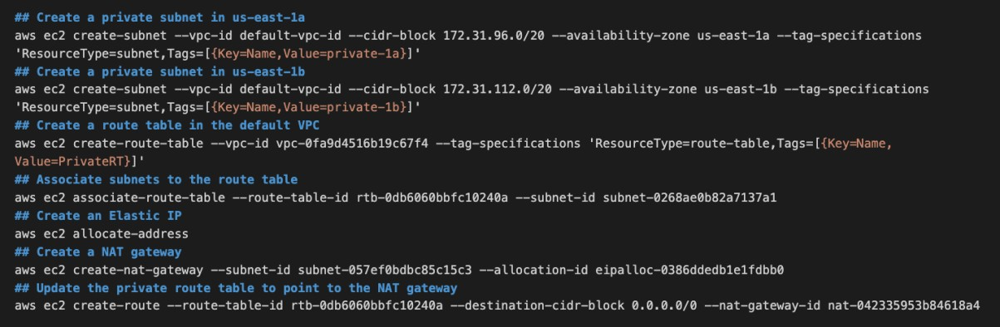 ## Create a private subnet in us-east-1a
aws ec2 create-subnet --vpc-id default-vpc-id --cidr-block 172.31.96.0/20 --availability-zone us-east-1a --tag-specifications
'ResourceType=subnet,Tags=[{Key=Name,Value=private-1a}]'
## Create a private subnet in us-east-1b
aws ec2 create-subnet --vpc-id default-vpc-id --cidr-block 172.31.112.0/20 --availability-zone us-east-1b --tag-specifications
'ResourceType=subnet,Tags=[{Key=Name,Value=private-1b}]'
## Create a route table in the default VPC
aws ec2 create-route-table --vpc-id vpc-0fa9d4516b19c67f4 --tag-specifications 'ResourceType=route-table,Tags=[{Key=Name,
Value=PrivateRT}]'
## Associate subnets to the route table
aws ec2 associate-route-table --route-table-id rtb-0db6060bbfc10240a --subnet-id subnet-0268ae0b82a7137a1
## Create an Elastic IP
aws ec2 allocate-address
## Create a NAT gateway
aws ec2 create-nat-gateway --subnet-id subnet-057ef0bdbc85c15c3 --allocation-id eipalloc-0386ddedb1e1fdbb0
## Update the private route table to point to the NAT gateway
aws ec2 create-route --route-table-id rtb-0db6060bbfc10240a --destination-cidr-block 0.0.0.0/0 --nat-gateway-id nat-042335953b84618a4